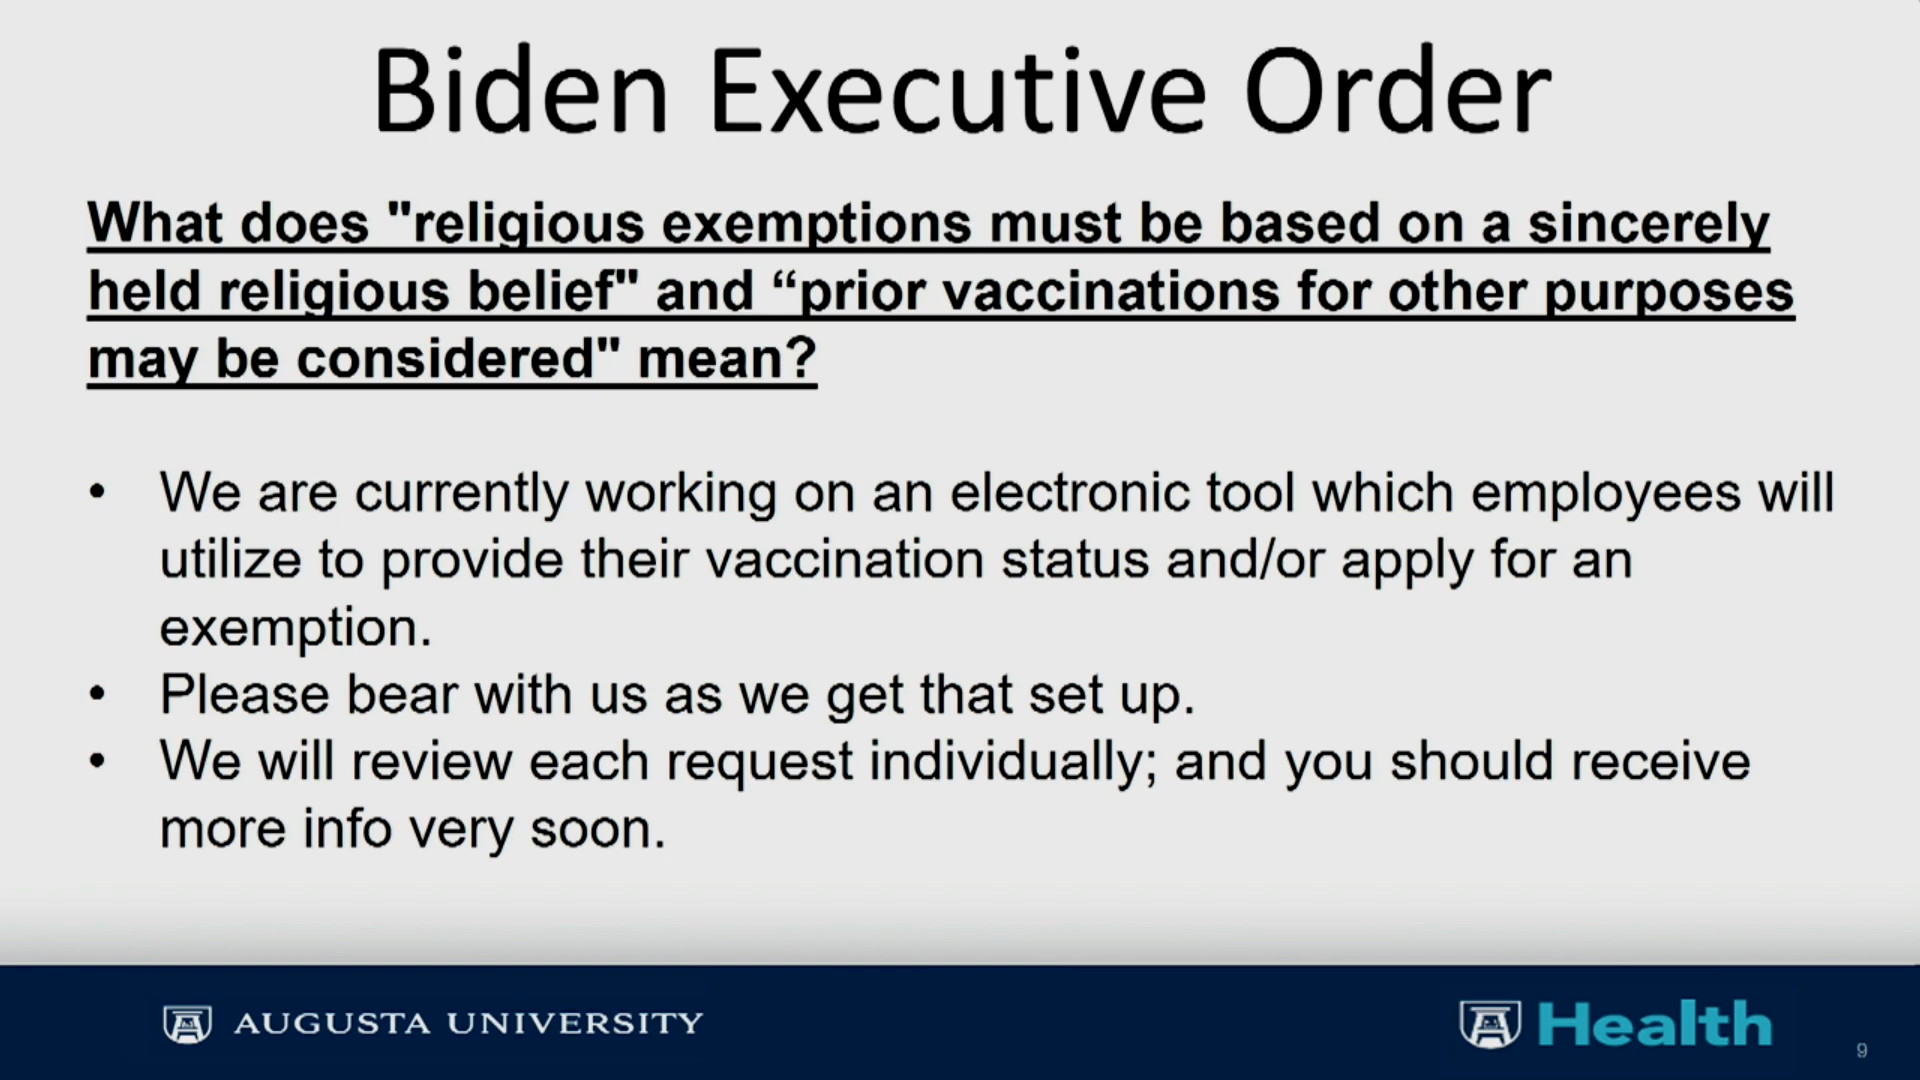 Biden Executive Order
What does "religious exemptions must be based on a sincerely
held religious belief" and “prior vaccinations for other purposes
may be considered" mean?
• We are currently working on an electronic tool which employees will
utilize to provide their vaccination status and/or apply for an
exemption.
• Please bear with us as we get that set up.
• We will review each request individually; and you should receive
more info very soon.
AUGUSTA UNIVERSITY
Health
9